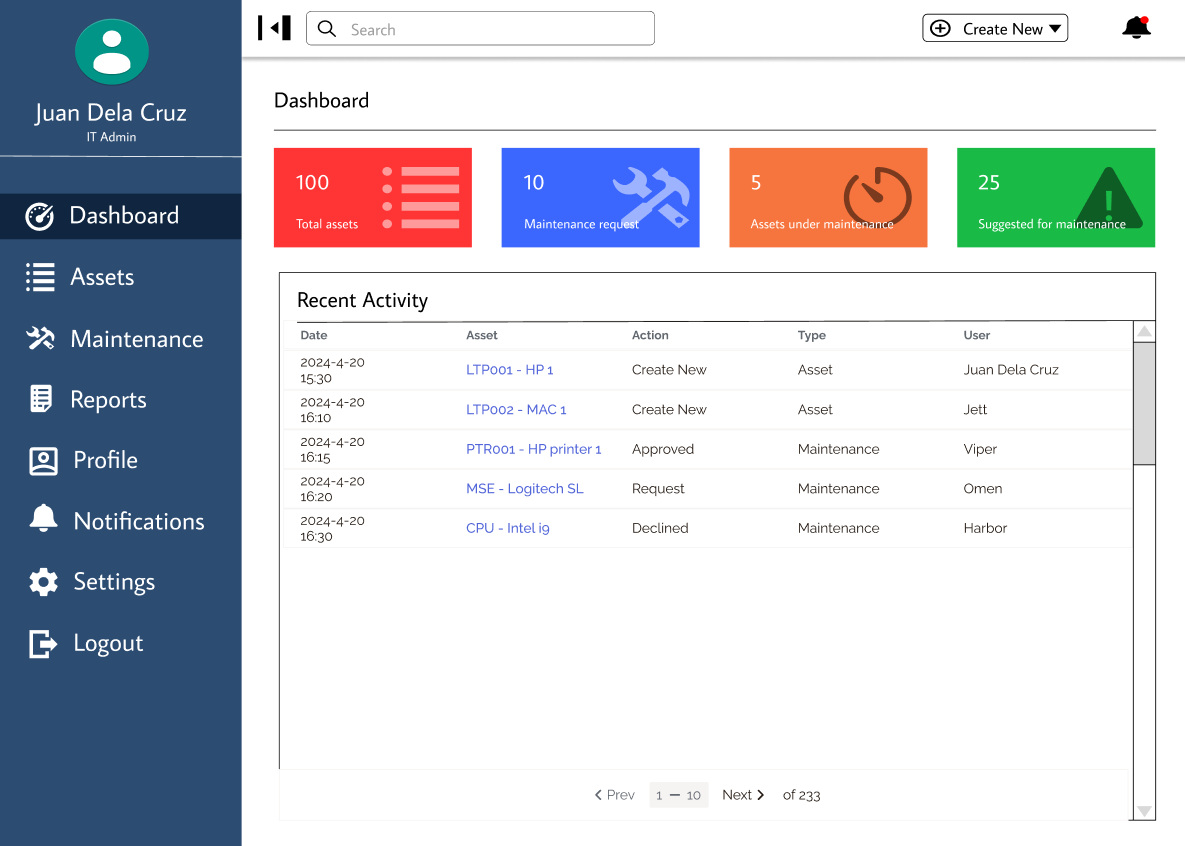 Juan Dela Cruz
IT Admin
Dashboard
Assets
Maintenance
Reports
Profile
Notifications
Settings
Logout
Search
Create New
Dashboard
100
Total assets
10
Maintenance request
5
Assets under maintenance
25
Suggested for maintenance
Recent Activity
Date Asset Action Type User
2024-4-20
15:30
LTP001 - HP 1 Create New Asset Juan Dela Cruz
2024-4-20
16:10
LTP002 - MAC 1 Create New Asset Jett
2024-4-20
16:15
PTR001 - HP printer 1 Approved Maintenance Viper
2024-4-20
16:20
MSE - Logitech SL Request Maintenance Omen
2024-4-20
16:30
CPU - Intel i9 Declined Maintenance Harbor
Prev 1 — 10 Next of 233